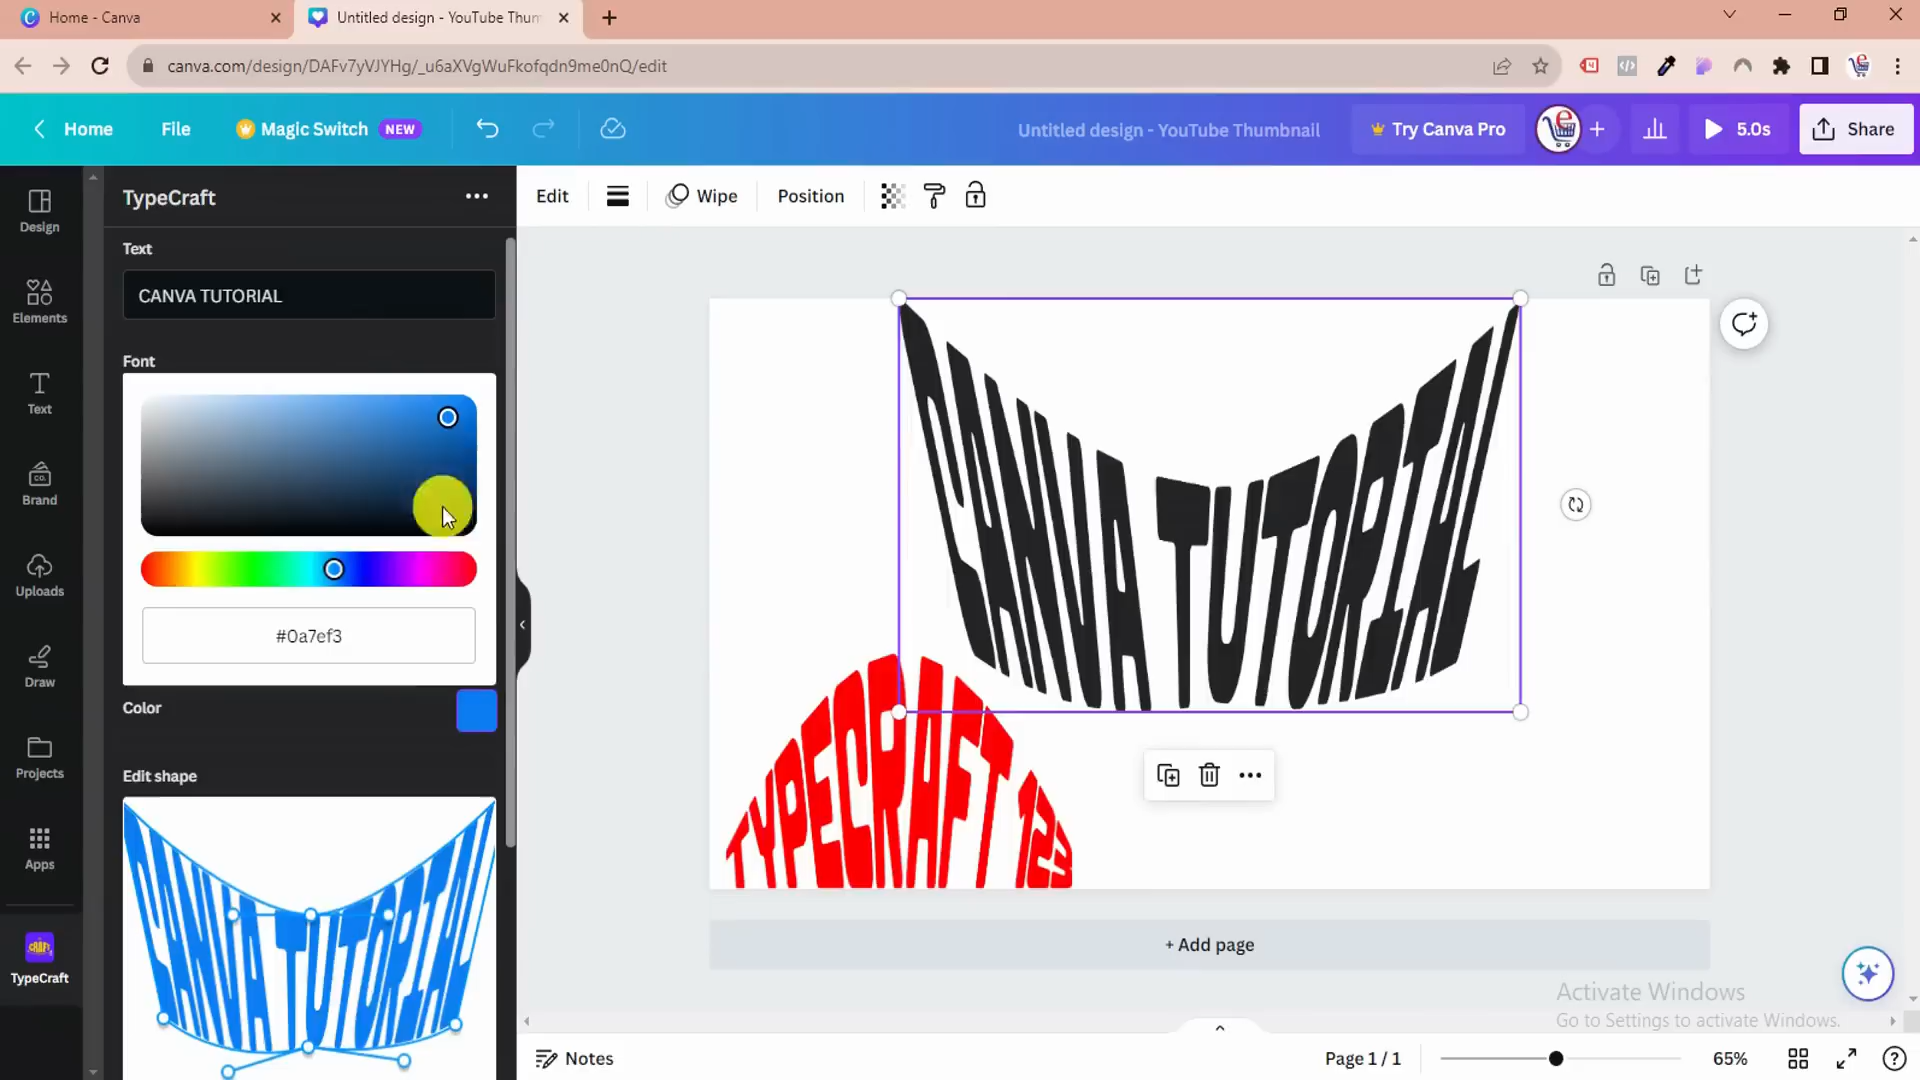 Home - Canva
Untitled design - YouTube Thum
canva.com/design/DAFv7yVJYHg/_u6aXVgWuFkofqdn9me0nQ/edit
Home
File
Magic Switch NEW
Untitled design - YouTube Thumbnail
Try Canva Pro
5.0s
Share
Design
Elements
Text
Brand
Uploads
Draw
Projects
Apps
CRAFT
TypeCraft
TypeCraft
Text
CANVA TUTORIAL
Font
#0a7ef3
Color
Edit shape
CANVA TUTORIAL
Edit
Wipe
Position
CANVA TUTORIAL
TYPECRAFT 123
+ Add page
Activate Windows
Go to Settings to activate Windows.
Notes
Page 1 / 1
65%